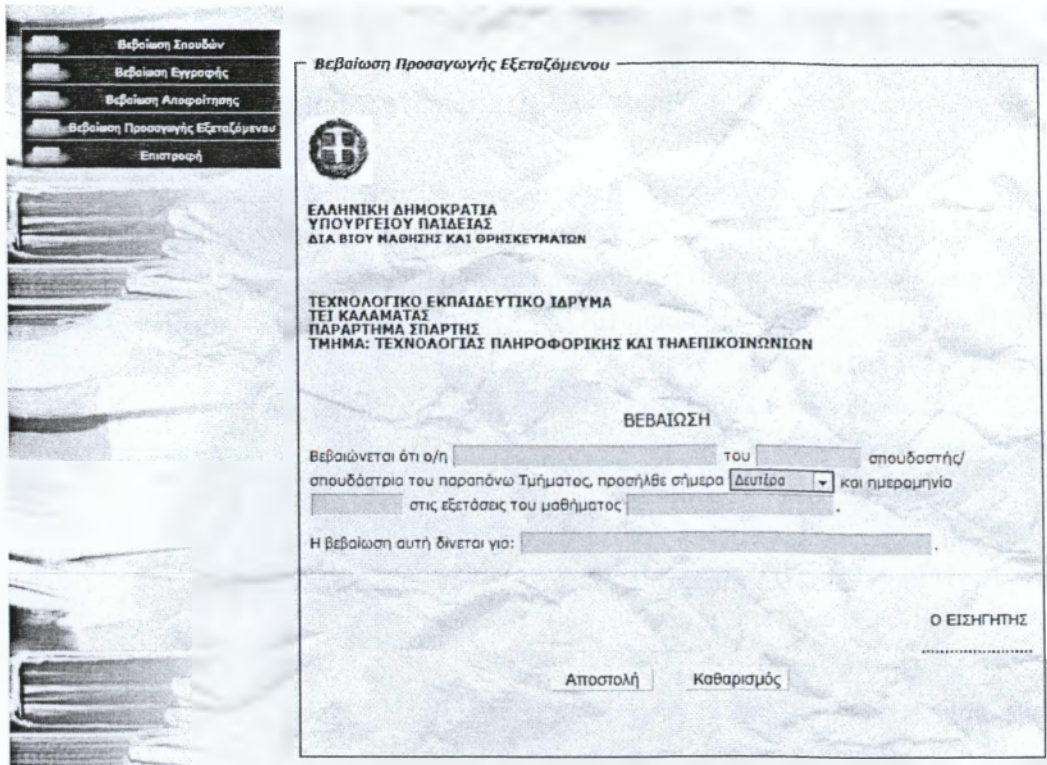 Βεβαίωση Σπουδών
Βεβαίωση Εγγραφής
Βεβαίωση Αποφοίτησης
Βεβαίωση Προσαγωγής Εξεταζόμενου
Επιστροφή
Βεβαίωση Προσαγωγής Εξεταζόμενου
ΕΛΛΗΝΙΚΗ ΔΗΜΟΚΡΑΤΙΑ
ΥΠΟΥΡΓΕΙΟΥ ΠΑΙΔΕΙΑΣ
ΔΙΑ ΒΙΟΥ ΜΑΘΗΣΗΣ ΚΑΙ ΘΡΗΣΚΕΥΜΑΤΩΝ
ΤΕΧΝΟΛΟΓΙΚΟ ΕΚΠΑΙΔΕΥΤΙΚΟ ΙΔΡΥΜΑ
ΤΕΙ ΚΑΛΑΜΑΤΑΣ
ΠΑΡΑΡΤΗΜΑ ΣΠΑΡΤΗΣ
ΤΜΗΜΑ: ΤΕΧΝΟΛΟΓΙΑΣ ΠΛΗΡΟΦΟΡΙΚΗΣ ΚΑΙ ΤΗΛΕΠΙΚΟΙΝΩΝΙΩΝ
ΒΕΒΑΙΩΣΗ
Βεβαιώνεται ότι ο/η του σπουδαστής/
σπουδάστρια του παραπάνω Τμήματος, προσήλθε σήμερα Δευτέρα και ημερομηνία
στις εξετάσεις του μαθήματος .
Η βεβαίωση αυτή δίνεται για: .
Ο ΕΙΣΗΓΗΤΗΣ
..........................
Αποστολή Καθαρισμός